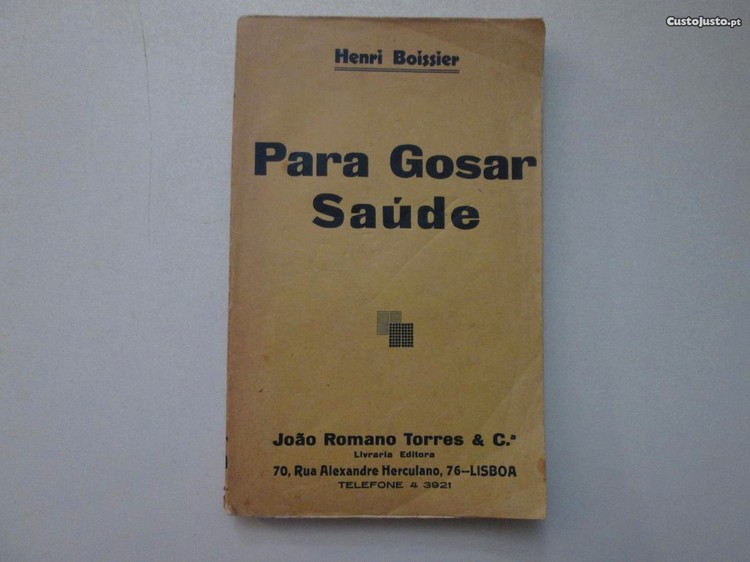 CustoJusto.pt
Henri Boissier
Para Gosar
Saúde
João Romano Torres & C.ª
Livraria Editora
70, Rua Alexandre Herculano, 76--LISBOA
TELEFONE 4 3921